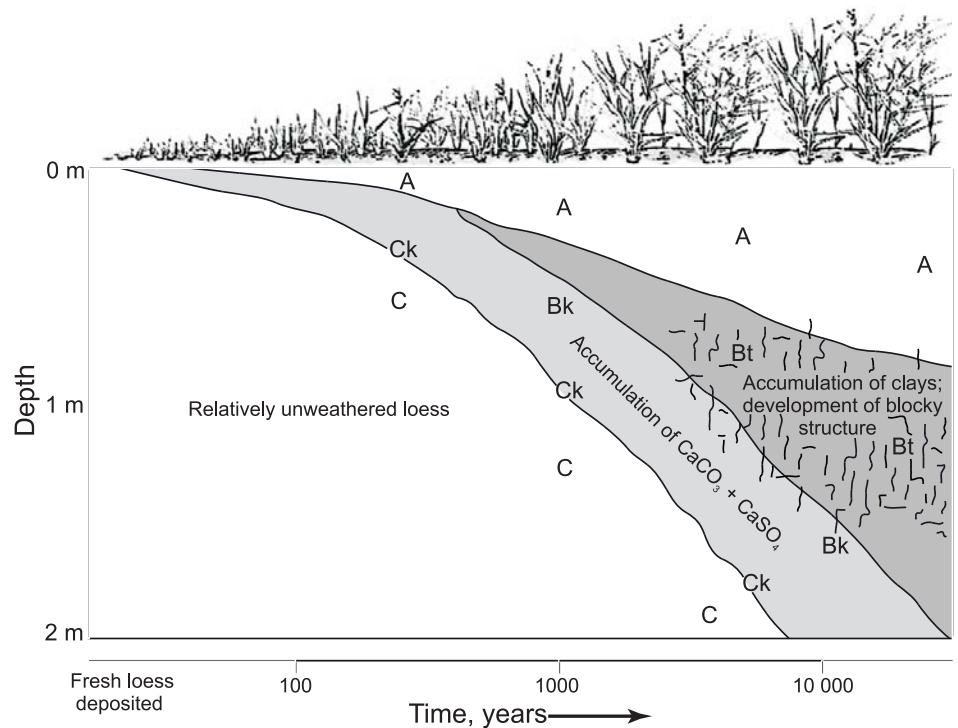 0 m
A
A
A
A
Ck
C
Bk
Bt
Accumulation of clays;
development of blocky
structure
Bt
Accumulation of CaCO₃ + CaSO₄
Ck
Relatively unweathered loess
1 m
Depth
C
Bk
Ck
C
2 m
Fresh loess
deposited
100
1000
10 000
Time, years